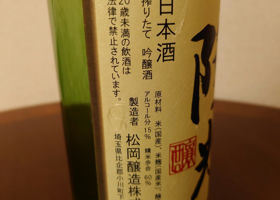 日本酒
搾りたて 吟醸酒
20歳未満の飲酒は
法律で禁止されています。
原材料 米(国産)、米麹(国産米)、醸
アルコール分15% 精米歩合 60%
製造者
松岡醸造株式
埼玉県比企郡小川町下